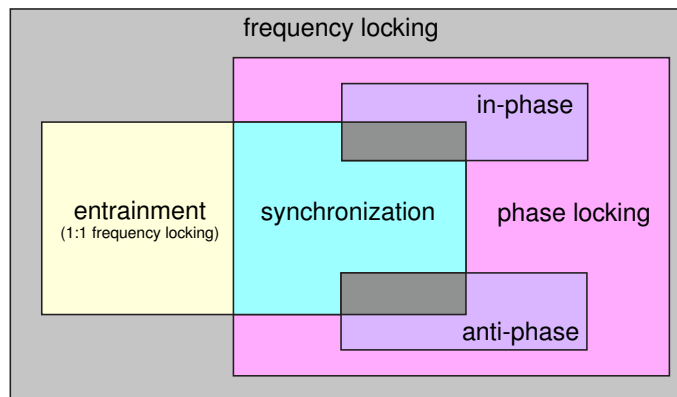 frequency locking
in-phase
entrainment
(1:1 frequency locking)
synchronization
phase locking
anti-phase